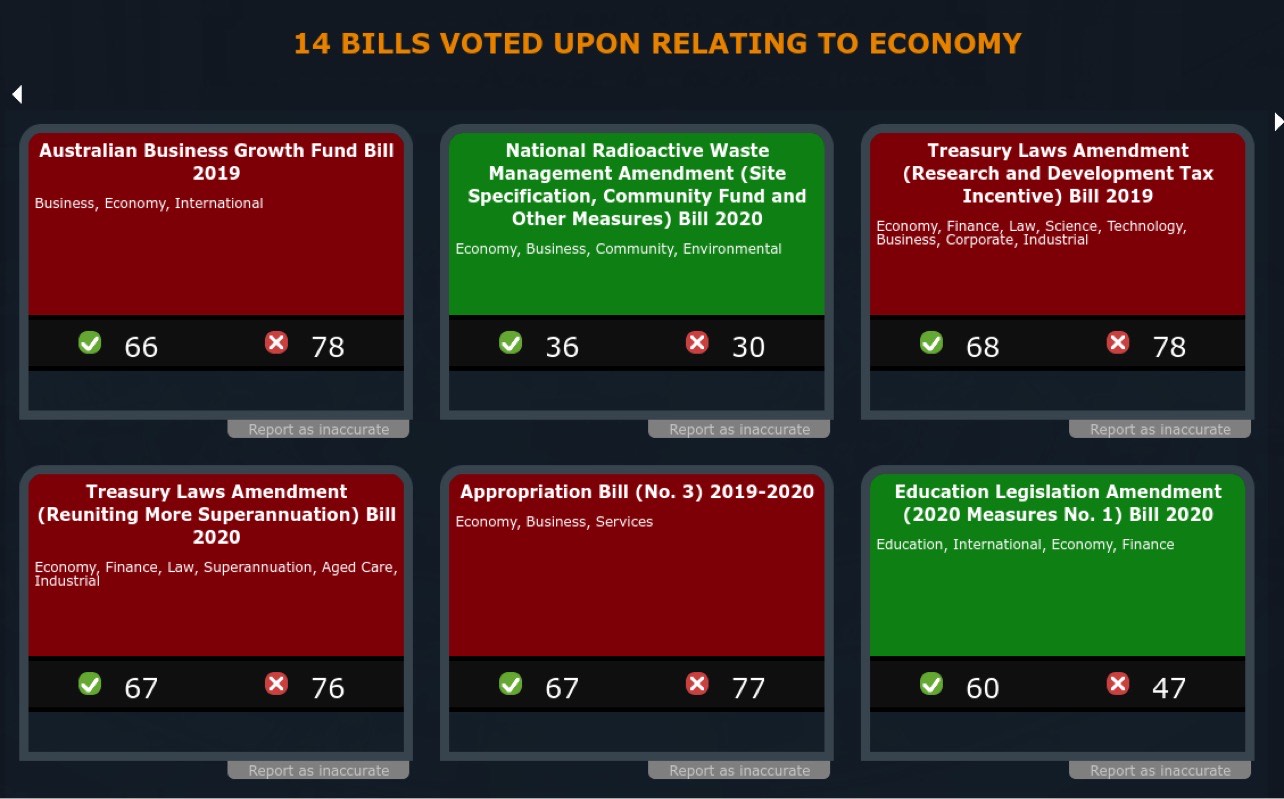 14 BILLS VOTED UPON RELATING TO ECONOMY
Australian Business Growth Fund Bill
2019
Business, Economy, International
66
78
Report as inaccurate
National Radioactive Waste
Management Amendment (Site
Specification, Community Fund and
Other Measures) Bill 2020
Economy, Business, Community, Environmental
36
30
Report as inaccurate
Treasury Laws Amendment
(Research and Development Tax
Incentive) Bill 2019
Economy, Finance, Law, Science, Technology,
Business, Corporate, Industrial
68
78
Report as inaccurate
Treasury Laws Amendment
(Reuniting More Superannuation) Bill
2020
Economy, Finance, Law, Superannuation, Aged Care,
Industrial
67
76
Report as inaccurate
Appropriation Bill (No. 3) 2019-2020
Economy, Business, Services
67
77
Report as inaccurate
Education Legislation Amendment
(2020 Measures No. 1) Bill 2020
Education, International, Economy, Finance
60
47
Report as inaccurate